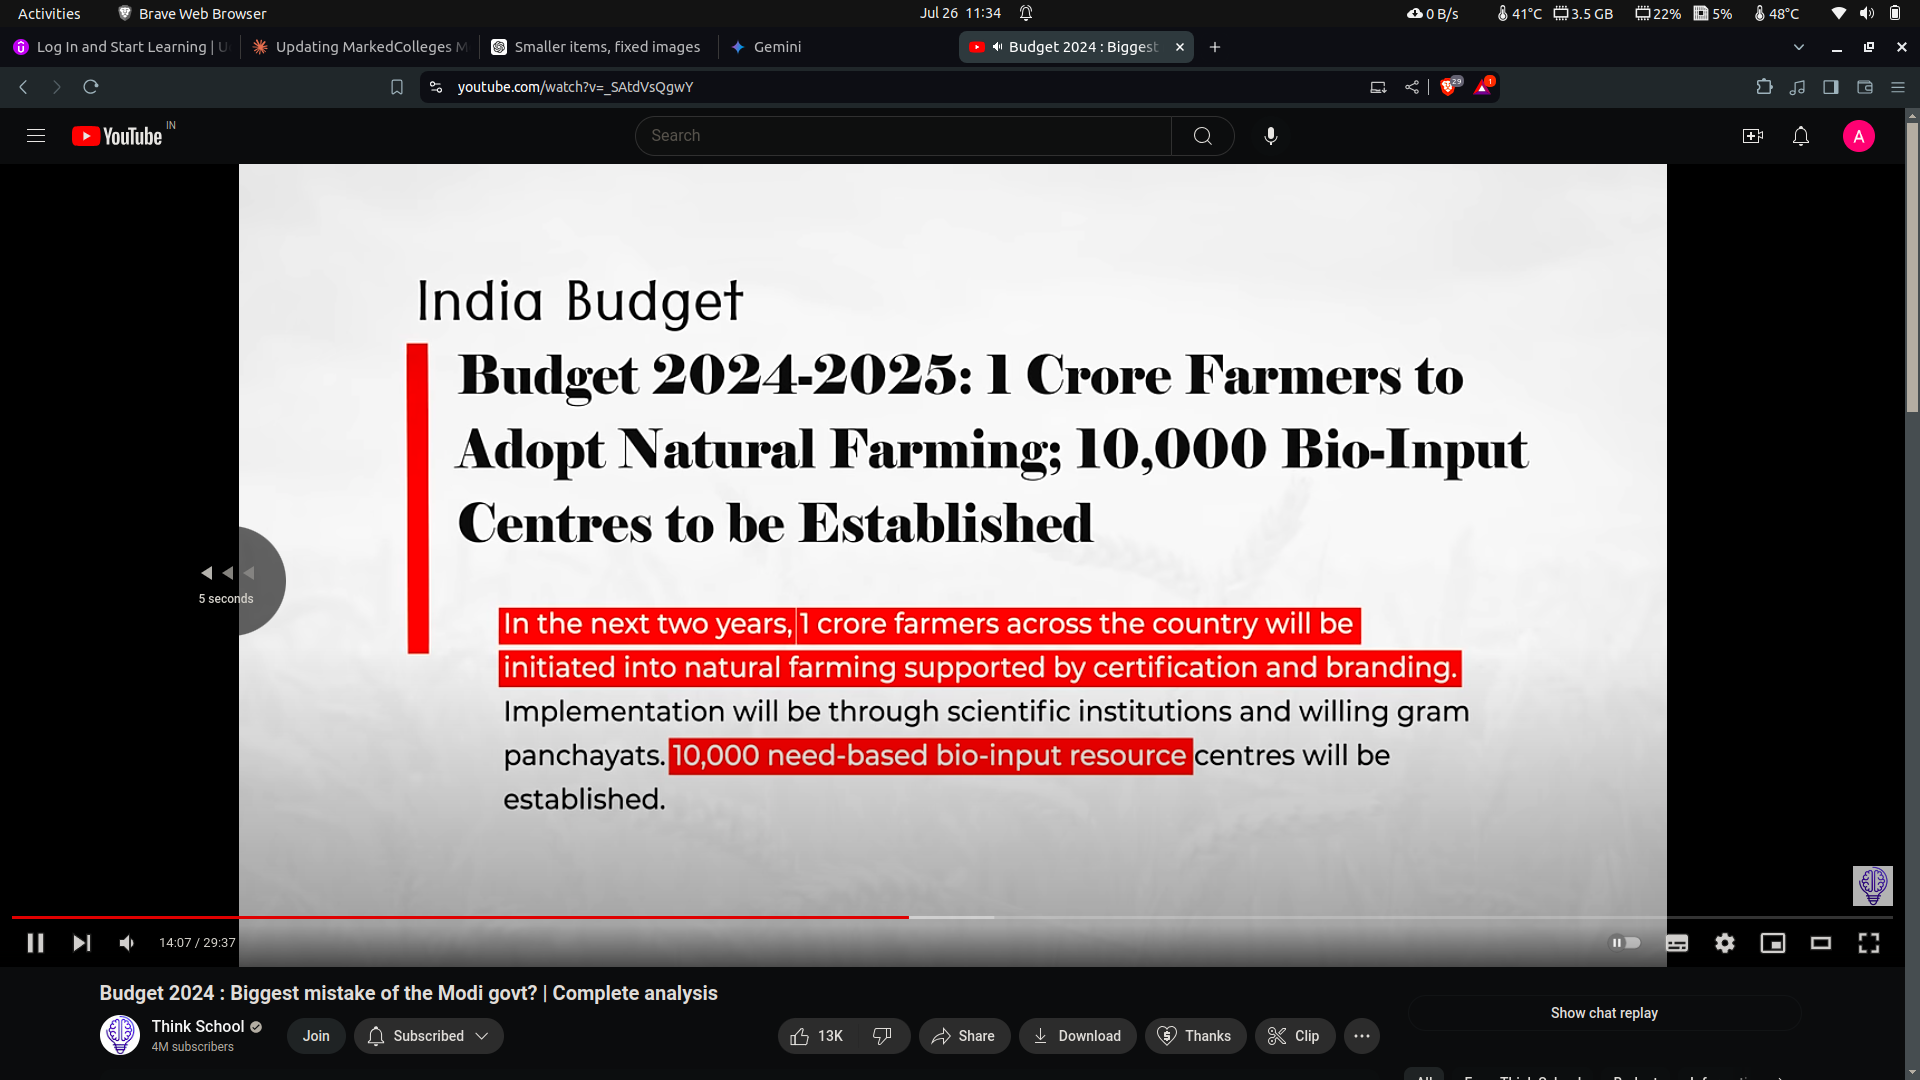 Activities
Brave Web Browser
Jul 26 11:34
0 B/s
41°C
3.5 GB
22%
5%
48°C
Log In and Start Learning |
Updating MarkedColleges
Smaller items, fixed images
Gemini
Budget 2024 : Biggest
youtube.com/watch?v=_SAtdVsQgwY
29
1
YouTube IN
Search
A
India Budget
Budget 2024-2025: 1 Crore Farmers to
Adopt Natural Farming; 10,000 Bio-Input
Centres to be Established
5 seconds
In the next two years, 1 crore farmers across the country will be
initiated into natural farming supported by certification and branding.
Implementation will be through scientific institutions and willing gram
panchayats. 10,000 need-based bio-input resource centres will be
established.
14:07 / 29:37
Budget 2024 : Biggest mistake of the Modi govt? | Complete analysis
Think School
4M subscribers
Join
Subscribed
13K
Share
Download
Thanks
Clip
Show chat replay